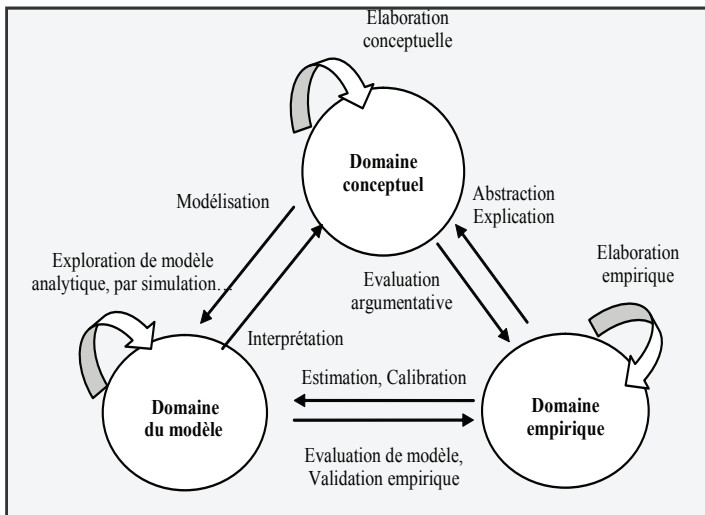 Elaboration
conceptuelle
Domaine
conceptuel
Modélisation
Abstraction
Explication
Exploration de modèle
analytique, par simulation…
Elaboration
empirique
Evaluation
argumentative
Interprétation
Estimation, Calibration
Domaine
du modèle
Domaine
empirique
Evaluation de modèle,
Validation empirique